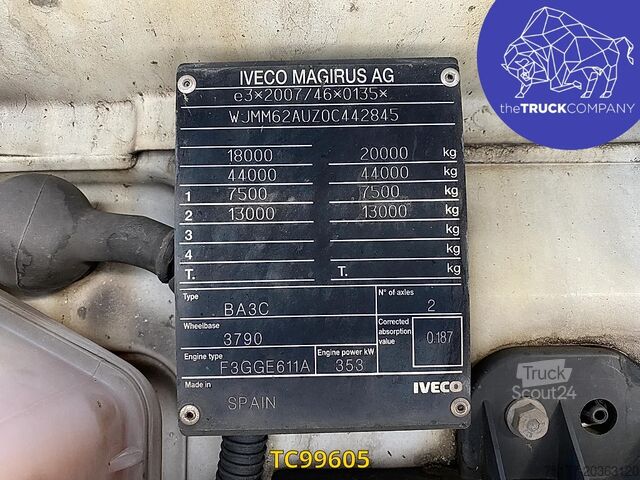 IVECO MAGIRUS AG
e3*2007/46*0135*
WJMM62AUZ0C442845
18000 20000 kg
44000 44000 kg
1 7500 7500 kg
2 13000 13000 kg
3 kg
4 kg
T. T. kg
Type BA3C N° of axles 2
Wheelbase 3790 Corrected absorption value 0.187
Engine type F3GGE611A Engine power kW 353
Made in SPAIN IVECO
theTRUCKCOMPANY
Truck
Scout24
TC99605